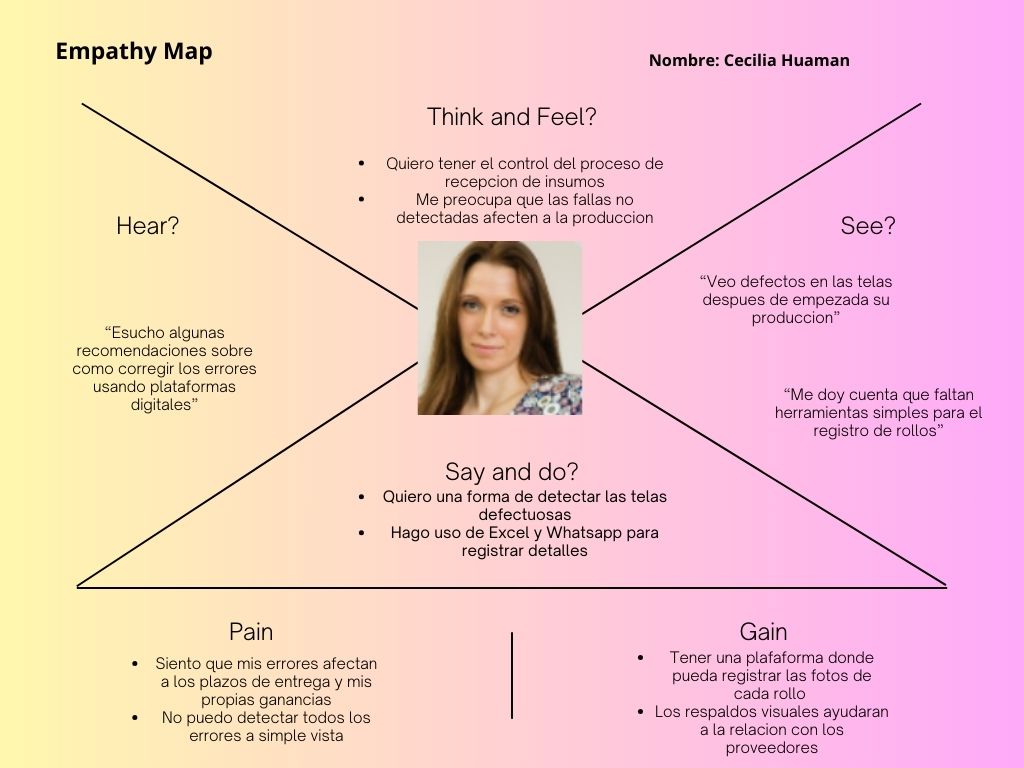 Empathy Map
Nombre: Cecilia Huaman
Think and Feel?
• Quiero tener el control del proceso de
recepcion de insumos
• Me preocupa que las fallas no
detectadas afecten a la produccion
Hear?
“Esucho algunas
recomendaciones sobre
como corregir los errores
usando plataformas
digitales”
See?
“Veo defectos en las telas
despues de empezada su
produccion”
“Me doy cuenta que faltan
herramientas simples para el
registro de rollos”
Say and do?
• Quiero una forma de detectar las telas
defectuosas
• Hago uso de Excel y Whatsapp para
registrar detalles
Pain
• Siento que mis errores afectan
a los plazos de entrega y mis
propias ganancias
• No puedo detectar todos los
errores a simple vista
Gain
• Tener una plafaforma donde
pueda registrar las fotos de
cada rollo
• Los respaldos visuales ayudaran
a la relacion con los
proveedores